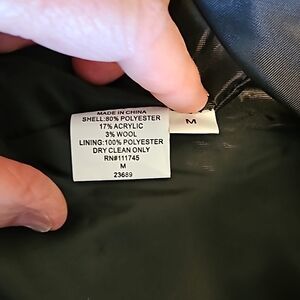 MADE IN CHINA
SHELL:80% POLYESTER
17% ACRYLIC
3% WOOL
LINING:100% POLYESTER
DRY CLEAN ONLY
RN#111745
M
23689
M